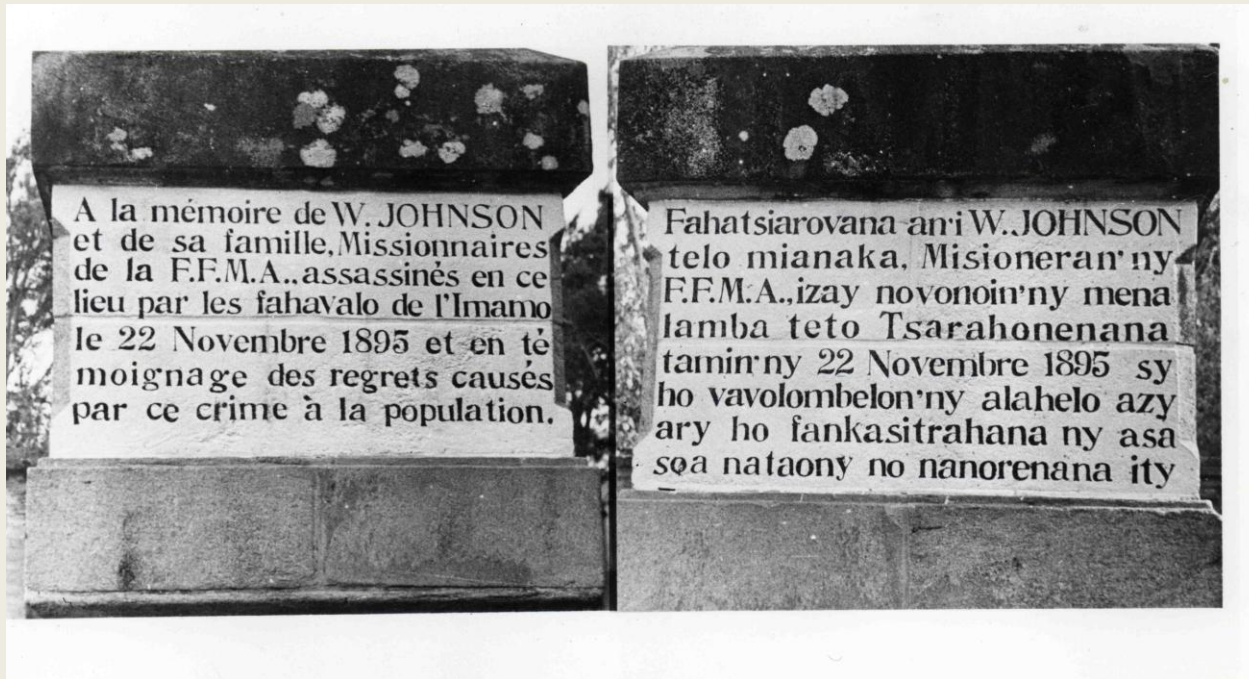 A la mémoire de W. JOHNSON
et de sa famille, Missionnaires
de la F.F.M.A., assassinés en ce
lieu par les fahavalo de l'Imamo
le 22 Novembre 1895 et en té
moignage des regrets causés
par ce crime à la population.
Fahatsiarovana an'i W. JOHNSON
telo mianaka, Misioneran'ny
F.F.M.A., izay novonoin'ny mena
lamba teto Tsarahonenana
tamin'ny 22 Novembre 1895 sy
ho vavolombelon'ny alahelo azy
ary ho fankasitrahana ny asa
soa nataony no nanorenana ity